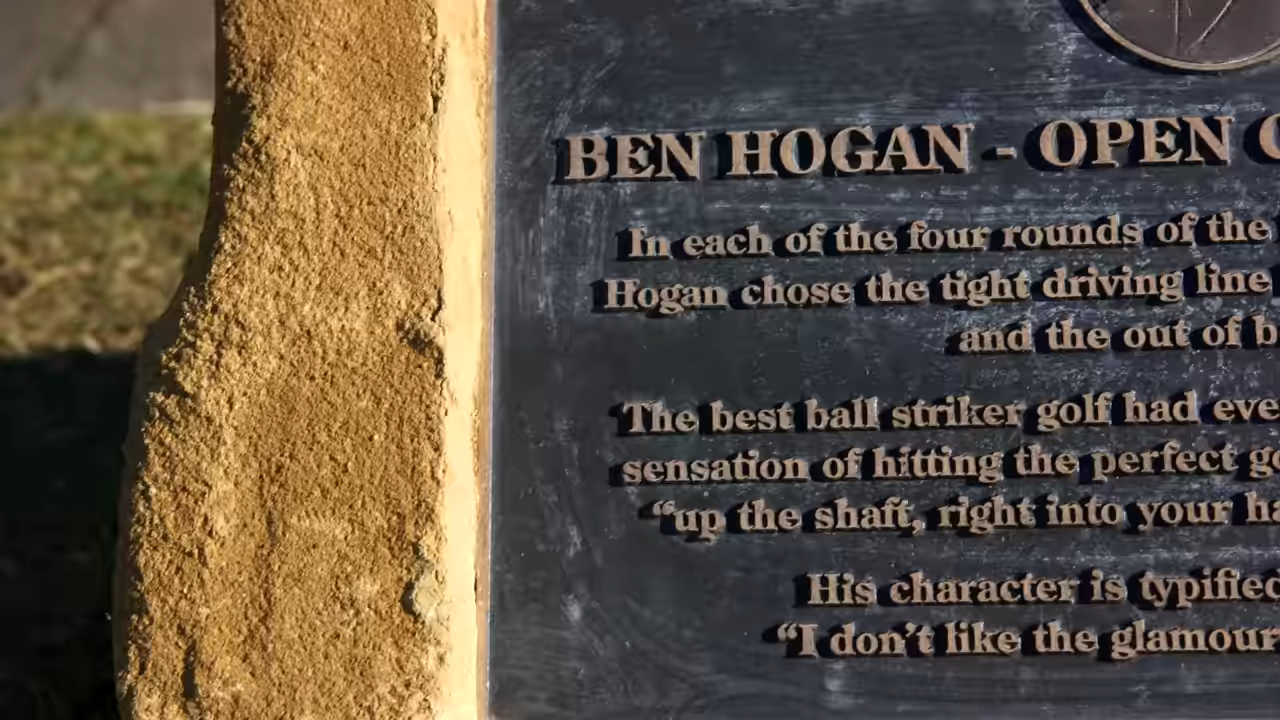 BEN HOGAN - OPEN
In each of the four rounds of the
Hogan chose the tight driving line
and the out of
The best ball striker golf had
sensation of hitting the perfect
“up the shaft, right into your
His character is typified
“I don’t like the glamour